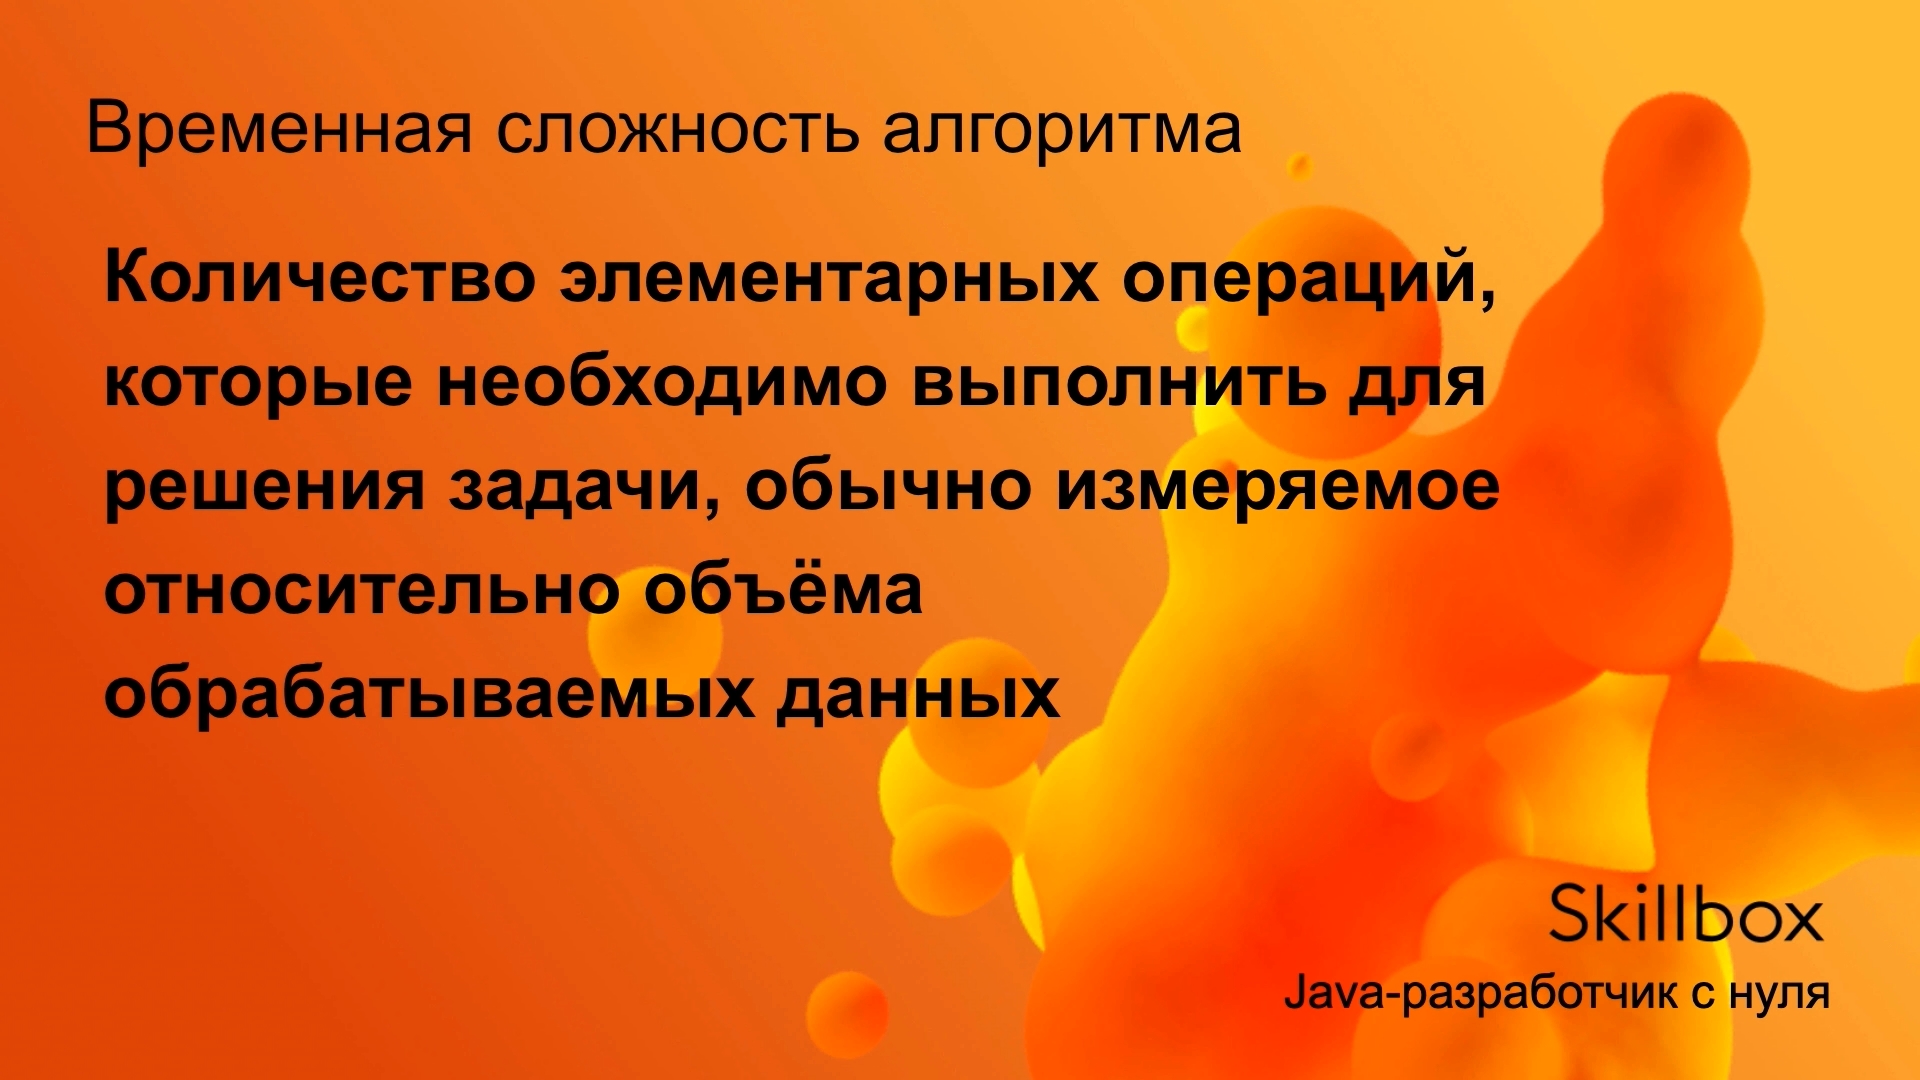 Временная сложность алгоритма
Количество элементарных операций,
которые необходимо выполнить для
решения задачи, обычно измеряемое
относительно объёма
обрабатываемых данных
Skillbox
Java-разработчик с нуля